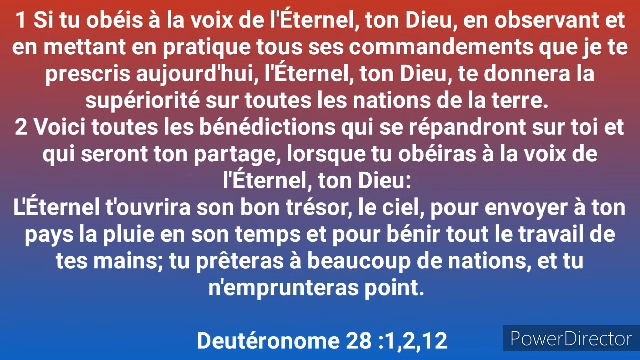 1 Si tu obéis à la voix de l'Éternel, ton Dieu, en observant et
en mettant en pratique tous ses commandements que je te
prescris aujourd'hui, l'Éternel, ton Dieu, te donnera la
supériorité sur toutes les nations de la terre.
2 Voici toutes les bénédictions qui se répandront sur toi et
qui seront ton partage, lorsque tu obéiras à la voix de
l'Éternel, ton Dieu:
L'Éternel t'ouvrira son bon trésor, le ciel, pour envoyer à ton
pays la pluie en son temps et pour bénir tout le travail de
tes mains; tu prêteras à beaucoup de nations, et tu
n'emprunteras point.
Deutéronome 28 :1,2,12
PowerDirector